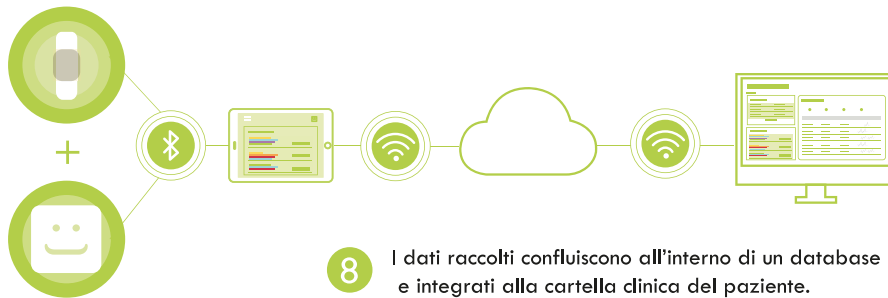 8
I dati raccolti confluiscono all'interno di un database
e integrati alla cartella clinica del paziente.